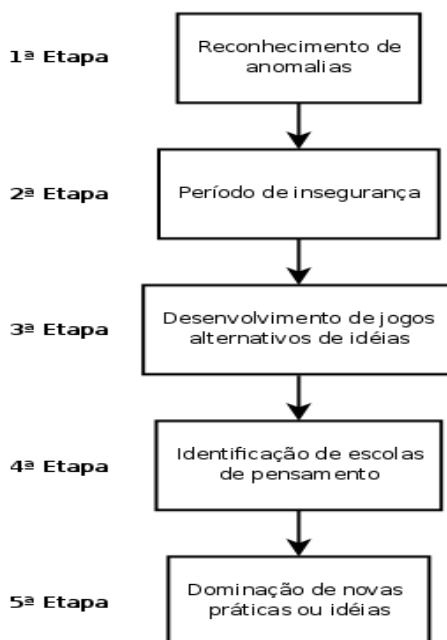 1ª Etapa
Reconhecimento de
anomalias
2ª Etapa
Período de insegurança
3ª Etapa
Desenvolvimento de jogos
alternativos de idéias
4ª Etapa
Identificação de escolas
de pensamento
5ª Etapa
Dominação de novas
práticas ou idéias